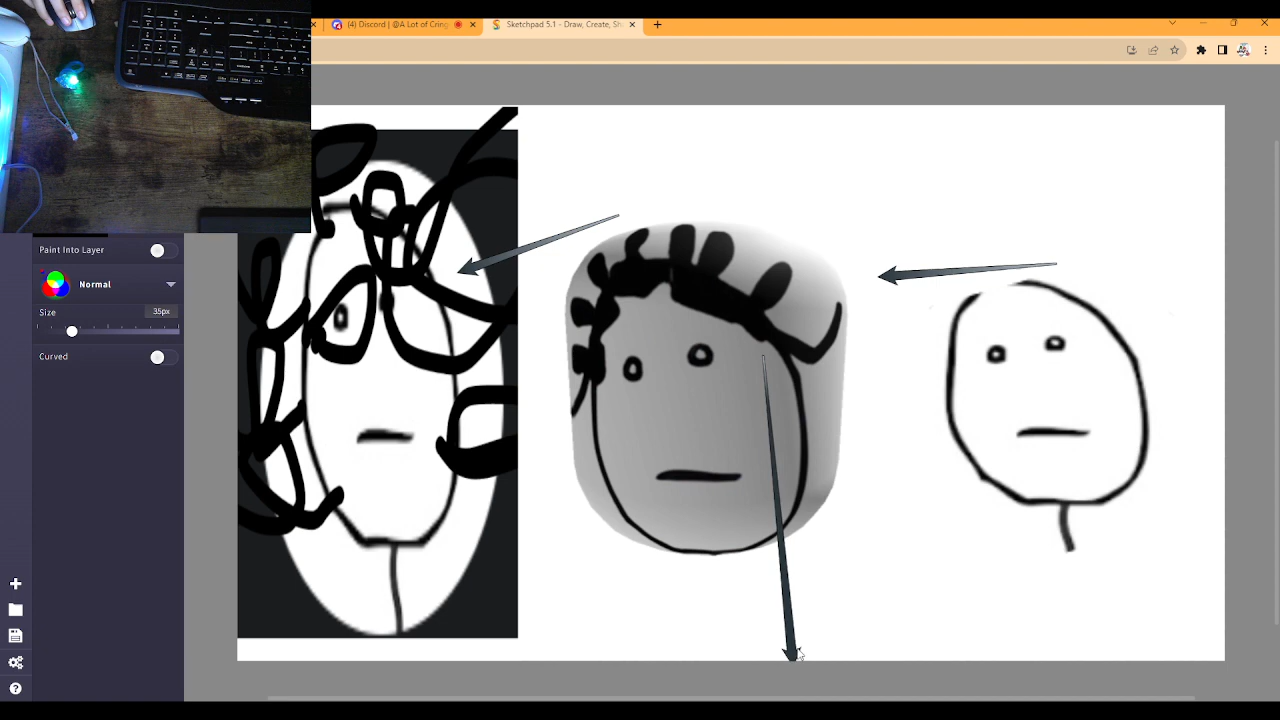 (4) Discord | @A Lot of Cring
Sketchpad 5.1 - Draw, Create, Sh
Paint Into Layer
Normal
Size
35px
Curved